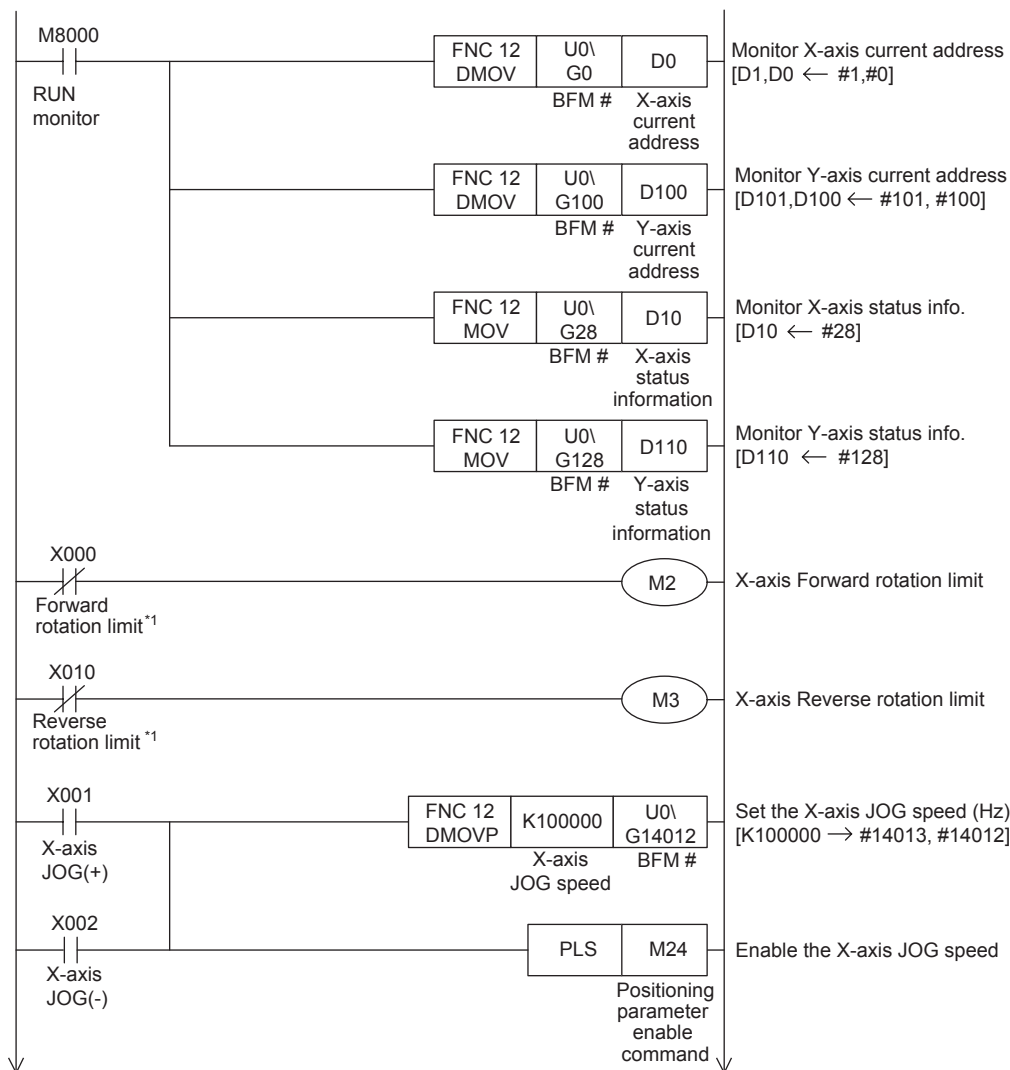 M8000
RUN
monitor
FNC 12
DMOV
U0\
G0
D0
BFM #
X-axis
current
address
Monitor X-axis current address
[D1,D0 ← #1,#0]
FNC 12
DMOV
U0\
G100
D100
BFM #
Y-axis
current
address
Monitor Y-axis current address
[D101,D100 ← #101, #100]
FNC 12
MOV
U0\
G28
D10
BFM #
X-axis
status
information
Monitor X-axis status info.
[D10 ← #28]
FNC 12
MOV
U0\
G128
D110
BFM #
Y-axis
status
information
Monitor Y-axis status info.
[D110 ← #128]
X000
Forward
rotation limit*1
M2
X-axis Forward rotation limit
X010
Reverse
rotation limit *1
M3
X-axis Reverse rotation limit
X001
X-axis
JOG(+)
FNC 12
DMOVP
K100000
U0\
G14012
X-axis
JOG speed
BFM #
Set the X-axis JOG speed (Hz)
[K100000 → #14013, #14012]
X002
X-axis
JOG(-)
PLS
M24
Positioning
parameter
enable
command
Enable the X-axis JOG speed